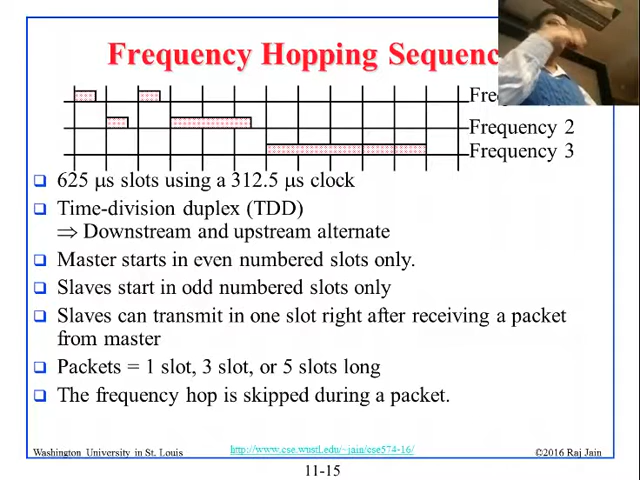 Frequency Hopping
Frequency 2
Frequency 3
❑ 625 μs slots using a 312.5 μs clock
❑ Time-division duplex (TDD)
⇒ Downstream and upstream alternate
❑ Master starts in even numbered slots only.
❑ Slaves start in odd numbered slots only
❑ Slaves can transmit in one slot right after receiving a packet
from master
❑ Packets = 1 slot, 3 slot, or 5 slots long
❑ The frequency hop is skipped during a packet.
Washington University in St. Louis
http://www.cse.wustl.edu/~jain/cse574-16/
©2016 Raj Jain
11-15